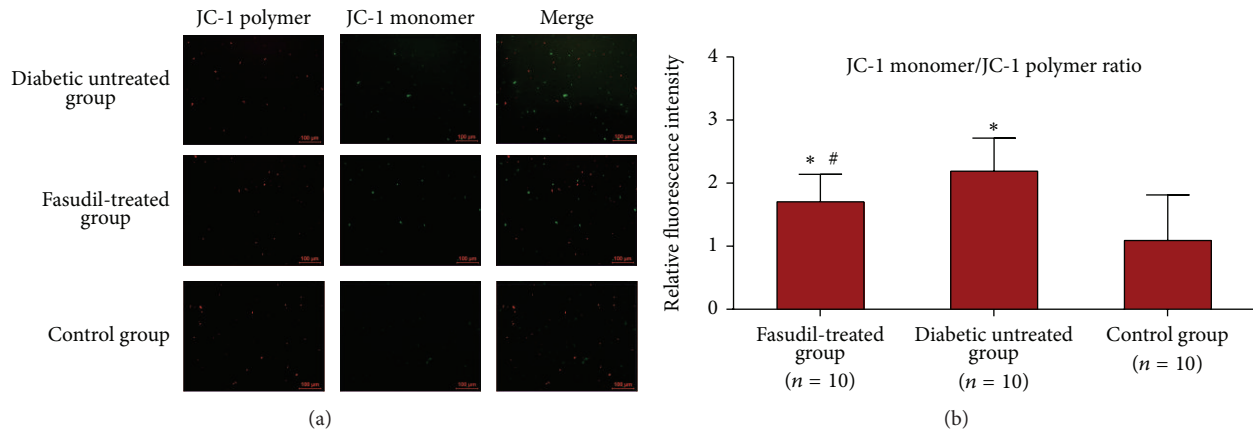 JC-1 polymer
JC-1 monomer
Merge
Diabetic untreated
group
100 μm
100 μm
100 μm
Fasudil-treated
group
100 μm
100 μm
100 μm
Control group
100 μm
100 μm
100 μm
(a)
JC-1 monomer/JC-1 polymer ratio
Relative fluorescence intensity
4
3
2
1
0
* #
*
Fasudil-treated
group
(n = 10)
Diabetic untreated
group
(n = 10)
Control group
(n = 10)
(b)